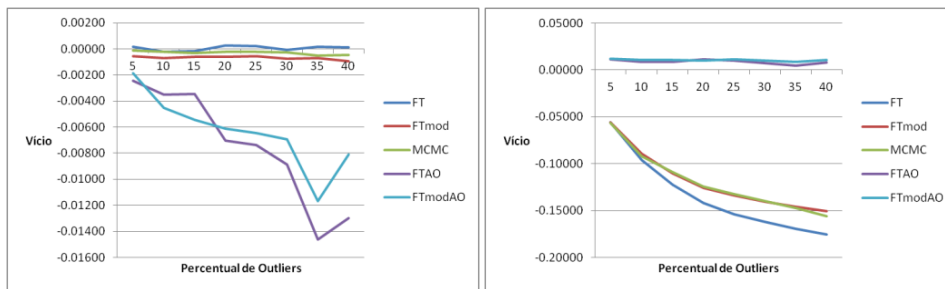 0.00200
0.00000
-0.00200
-0.00400
-0.00600
-0.00800
-0.01000
-0.01200
-0.01400
-0.01600
Vício
5 10 15 20 25 30 35 40
FT
FTmod
MCMC
FTAO
FTmodAO
Percentual de Outliers
0.05000
0.00000
-0.05000
-0.10000
-0.15000
-0.20000
Vício
5 10 15 20 25 30 35 40
FT
FTmod
MCMC
FTAO
FTmodAO
Percentual de Outliers